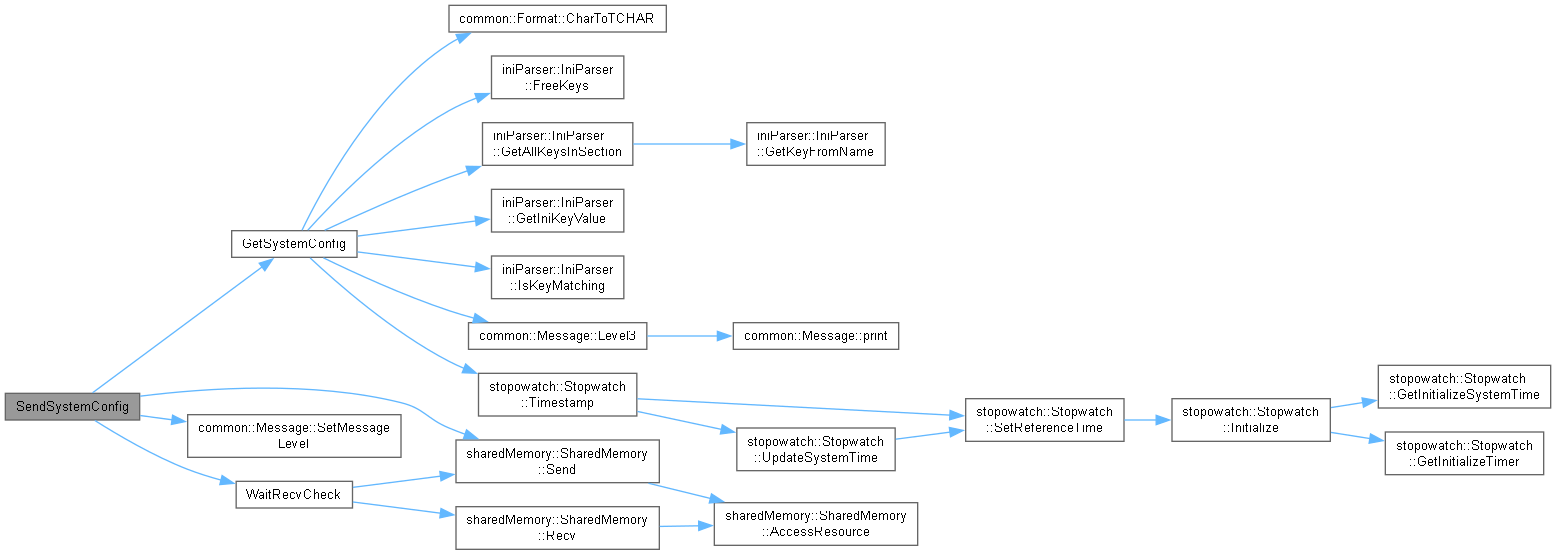 common::Format::CharToTCHAR
iniParser::IniParser
::FreeKeys
iniParser::IniParser
::GetAllKeysInSection
iniParser::IniParser
::GetKeyFromName
iniParser::IniParser
::GetIniKeyValue
GetSystemConfig
iniParser::IniParser
::IsKeyMatching
common::Message::Level3
common::Message::print
stopowatch::Stopwatch
::Timestamp
SendSystemConfig
common::Message::SetMessage
Level
stopowatch::Stopwatch
::UpdateSystemTime
stopowatch::Stopwatch
::SetReferenceTime
stopowatch::Stopwatch
::Initialize
stopowatch::Stopwatch
::GetInitializeSystemTime
stopowatch::Stopwatch
::GetInitializeTimer
sharedMemory::SharedMemory
::Send
WaitRecvCheck
sharedMemory::SharedMemory
::Recv
sharedMemory::SharedMemory
::AccessResource